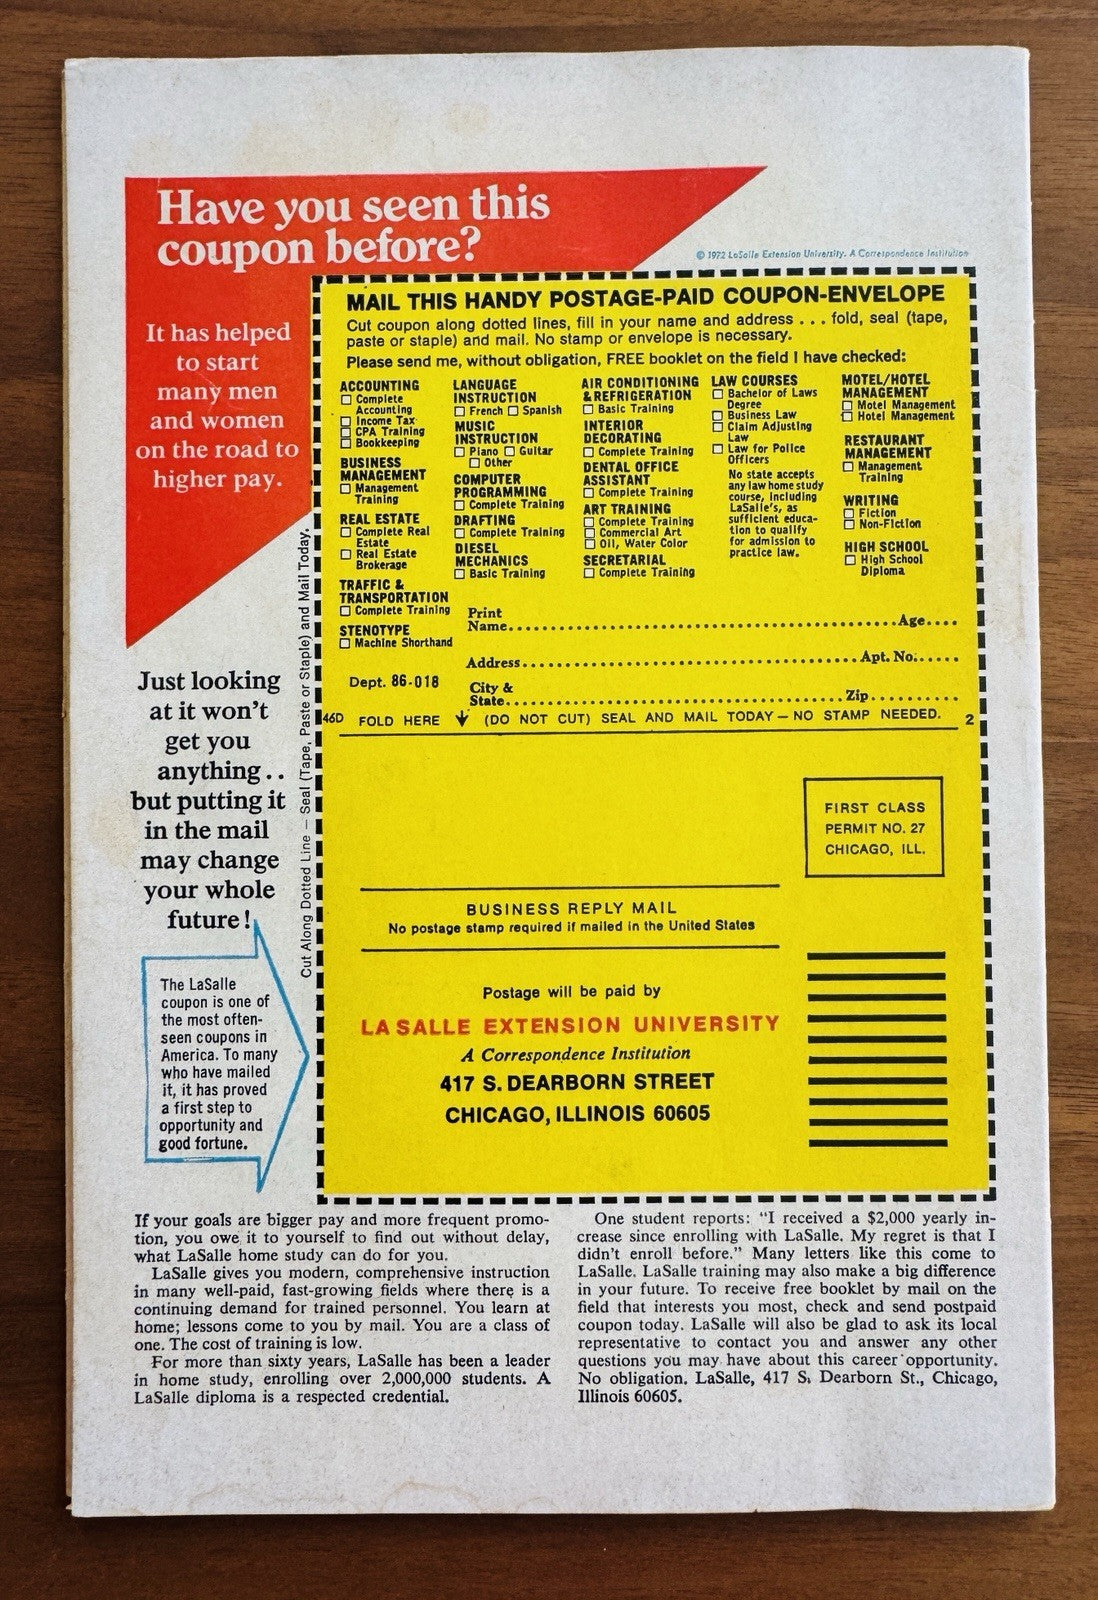 Have you seen this
coupon before?
© 1972 LaSalle Extension University. A Correspondence Institution
It has helped
to start
many men
and women
on the road to
higher pay.
Just looking
at it won't
get you
anything . .
but putting it
in the mail
may change
your whole
future!
The LaSalle
coupon is one of
the most often-
seen coupons in
America. To many
who have mailed
it, it has proved
a first step to
opportunity and
good fortune.
Cut Along Dotted Line — Seal (Tape, Paste or Staple) and Mail Today.
MAIL THIS HANDY POSTAGE-PAID COUPON-ENVELOPE
Cut coupon along dotted lines, fill in your name and address . . . fold, seal (tape,
paste or staple) and mail. No stamp or envelope is necessary.
Please send me, without obligation, FREE booklet on the field I have checked:
ACCOUNTING
Complete
Accounting
Income Tax
CPA Training
Bookkeeping
BUSINESS
MANAGEMENT
Management
Training
REAL ESTATE
Complete Real
Estate
Real Estate
Brokerage
TRAFFIC &
TRANSPORTATION
Complete Training
STENOTYPE
Machine Shorthand
LANGUAGE
INSTRUCTION
French Spanish
MUSIC
INSTRUCTION
Piano Guitar
Other
COMPUTER
PROGRAMMING
Complete Training
DRAFTING
Complete Training
DIESEL
MECHANICS
Basic Training
AIR CONDITIONING
& REFRIGERATION
Basic Training
INTERIOR
DECORATING
Complete Training
DENTAL OFFICE
ASSISTANT
Complete Training
ART TRAINING
Complete Training
Commercial Art
Oil, Water Color
SECRETARIAL
Complete Training
LAW COURSES
Bachelor of Laws
Degree
Business Law
Claim Adjusting
Law
Law for Police
Officers
No state accepts
any law home study
course, including
LaSalle's, as
sufficient educa-
tion to qualify
for admission to
practice law.
MOTEL/HOTEL
MANAGEMENT
Motel Management
Hotel Management
RESTAURANT
MANAGEMENT
Management
Training
WRITING
Fiction
Non-Fiction
HIGH SCHOOL
High School
Diploma
Print
Name Age
Address Apt. No.
Dept. 86-018
City &
State Zip
46D FOLD HERE (DO NOT CUT) SEAL AND MAIL TODAY — NO STAMP NEEDED. 2
FIRST CLASS
PERMIT NO. 27
CHICAGO, ILL.
BUSINESS REPLY MAIL
No postage stamp required if mailed in the United States
Postage will be paid by
LA SALLE EXTENSION UNIVERSITY
A Correspondence Institution
417 S. DEARBORN STREET
CHICAGO, ILLINOIS 60605
If your goals are bigger pay and more frequent promo-
tion, you owe it to yourself to find out without delay,
what LaSalle home study can do for you.
LaSalle gives you modern, comprehensive instruction
in many well-paid, fast-growing fields where there is a
continuing demand for trained personnel. You learn at
home; lessons come to you by mail. You are a class of
one. The cost of training is low.
For more than sixty years, LaSalle has been a leader
in home study, enrolling over 2,000,000 students. A
LaSalle diploma is a respected credential.
One student reports: "I received a $2,000 yearly in-
crease since enrolling with LaSalle. My regret is that I
didn't enroll before." Many letters like this come to
LaSalle. LaSalle training may also make a big difference
in your future. To receive free booklet by mail on the
field that interests you most, check and send postpaid
coupon today. LaSalle will also be glad to ask its local
representative to contact you and answer any other
questions you may have about this career opportunity.
No obligation. LaSalle, 417 S. Dearborn St., Chicago,
Illinois 60605.